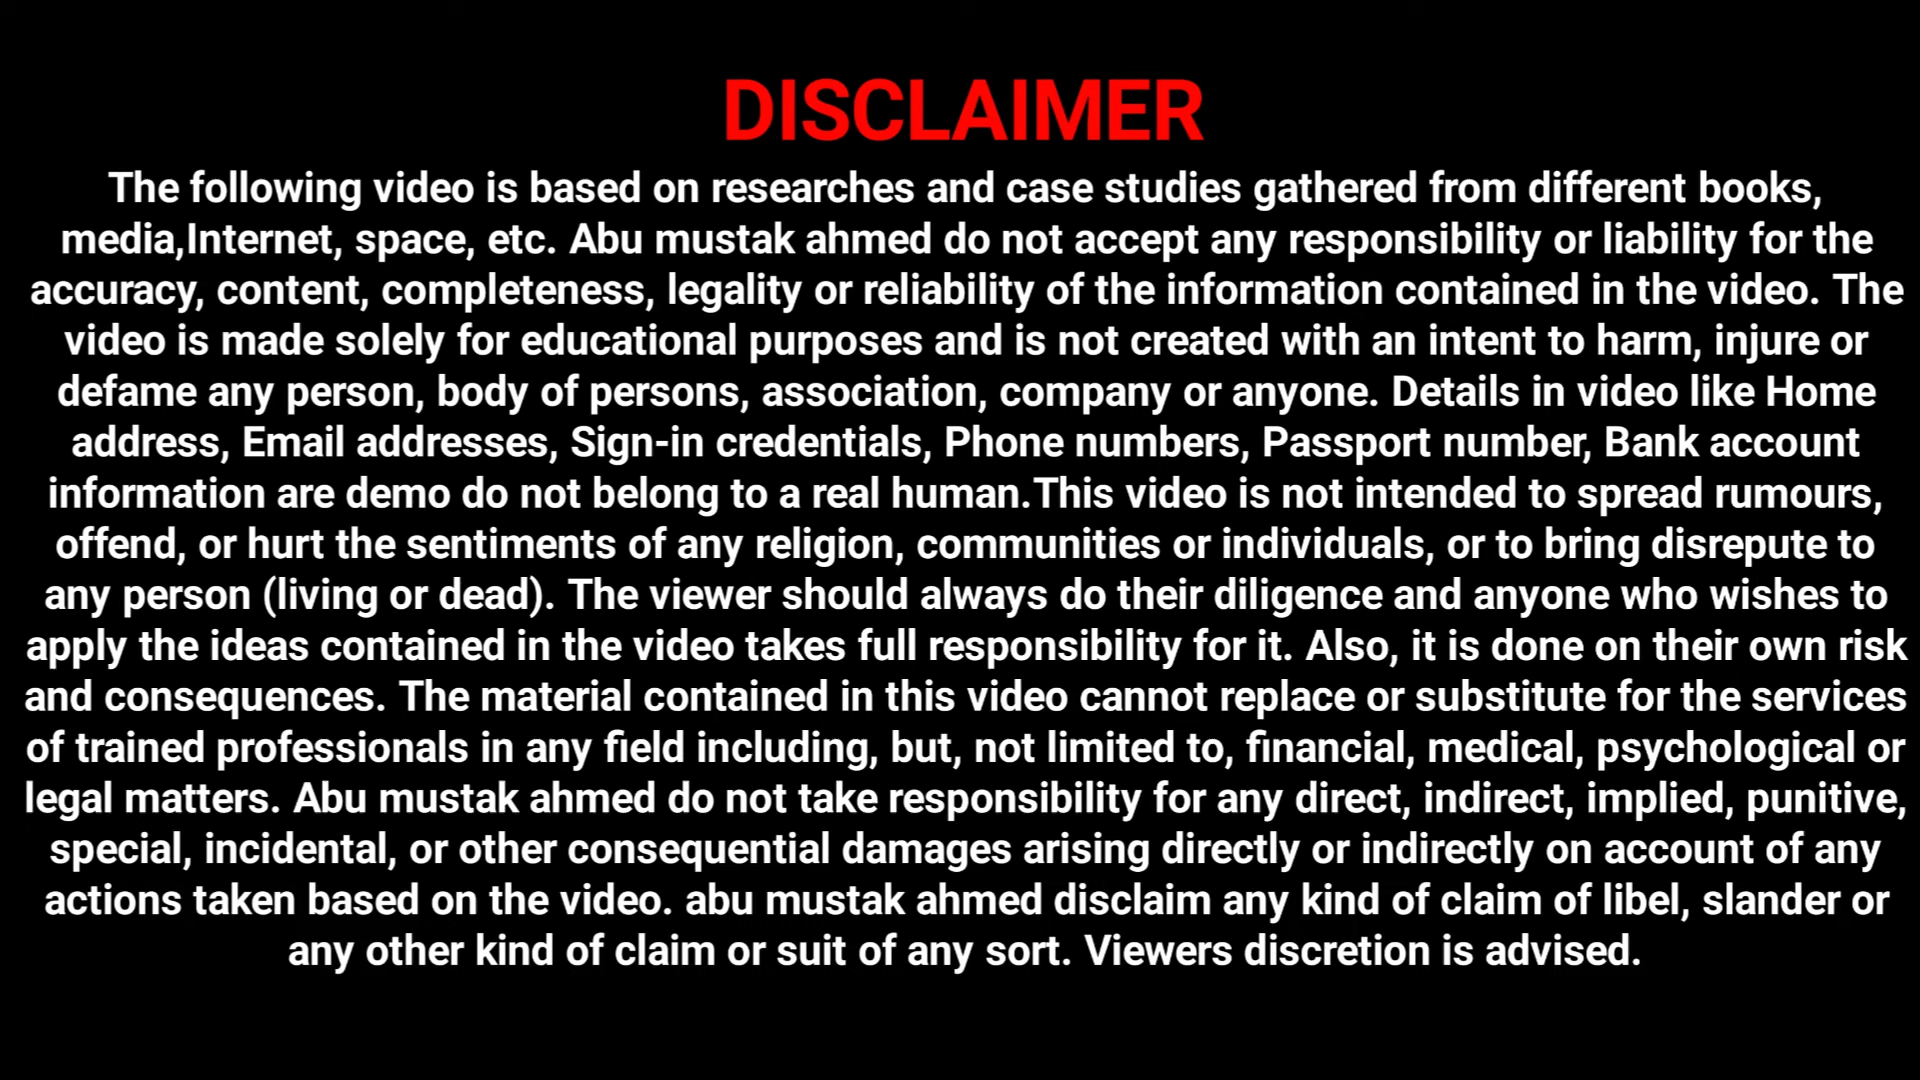 DISCLAIMER
The following video is based on researches and case studies gathered from different books,
media,Internet, space, etc. Abu mustak ahmed do not accept any responsibility or liability for the
accuracy, content, completeness, legality or reliability of the information contained in the video. The
video is made solely for educational purposes and is not created with an intent to harm, injure or
defame any person, body of persons, association, company or anyone. Details in video like Home
address, Email addresses, Sign-in credentials, Phone numbers, Passport number, Bank account
information are demo do not belong to a real human.This video is not intended to spread rumours,
offend, or hurt the sentiments of any religion, communities or individuals, or to bring disrepute to
any person (living or dead). The viewer should always do their diligence and anyone who wishes to
apply the ideas contained in the video takes full responsibility for it. Also, it is done on their own risk
and consequences. The material contained in this video cannot replace or substitute for the services
of trained professionals in any field including, but, not limited to, financial, medical, psychological or
legal matters. Abu mustak ahmed do not take responsibility for any direct, indirect, implied, punitive,
special, incidental, or other consequential damages arising directly or indirectly on account of any
actions taken based on the video. abu mustak ahmed disclaim any kind of claim of libel, slander or
any other kind of claim or suit of any sort. Viewers discretion is advised.